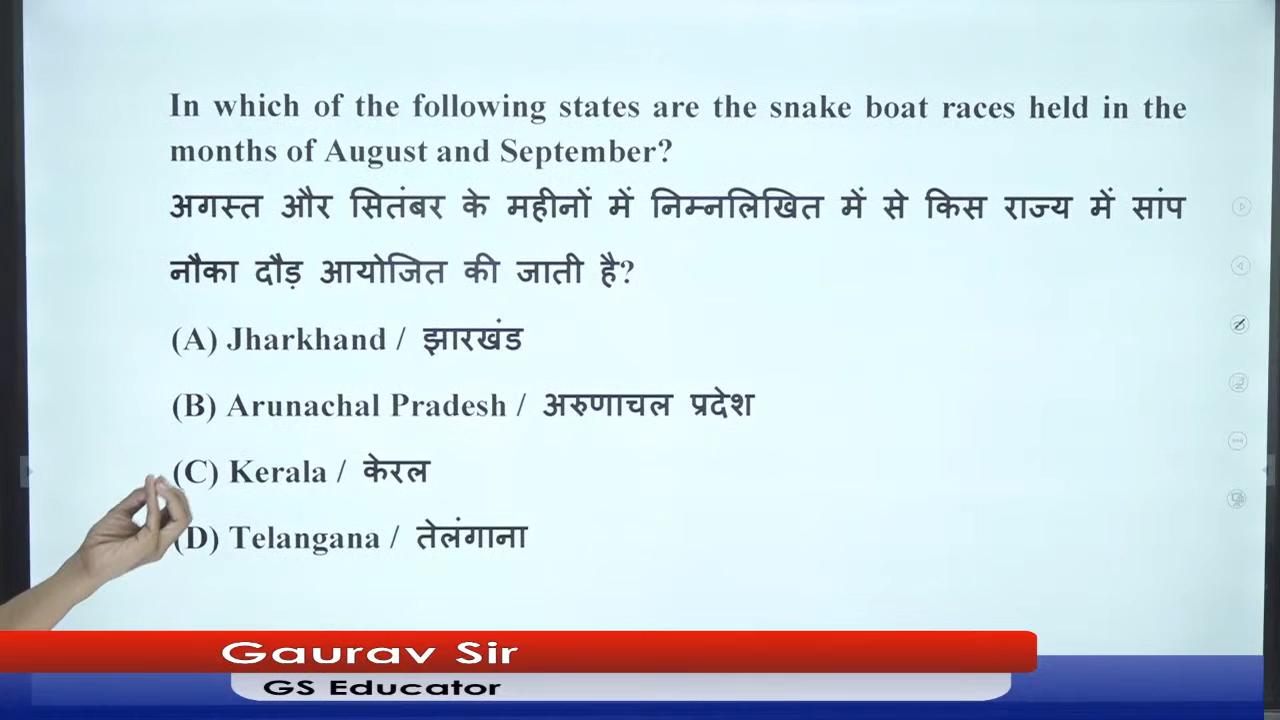 In which of the following states are the snake boat races held in the
months of August and September?
अगस्त और सितंबर के महीनों में निम्नलिखित में से किस राज्य में सांप
नौका दौड़ आयोजित की जाती है?
(A) Jharkhand / झारखंड
(B) Arunachal Pradesh / अरुणाचल प्रदेश
(C) Kerala / केरल
(D) Telangana / तेलंगाना
Gaurav Sir
GS Educator